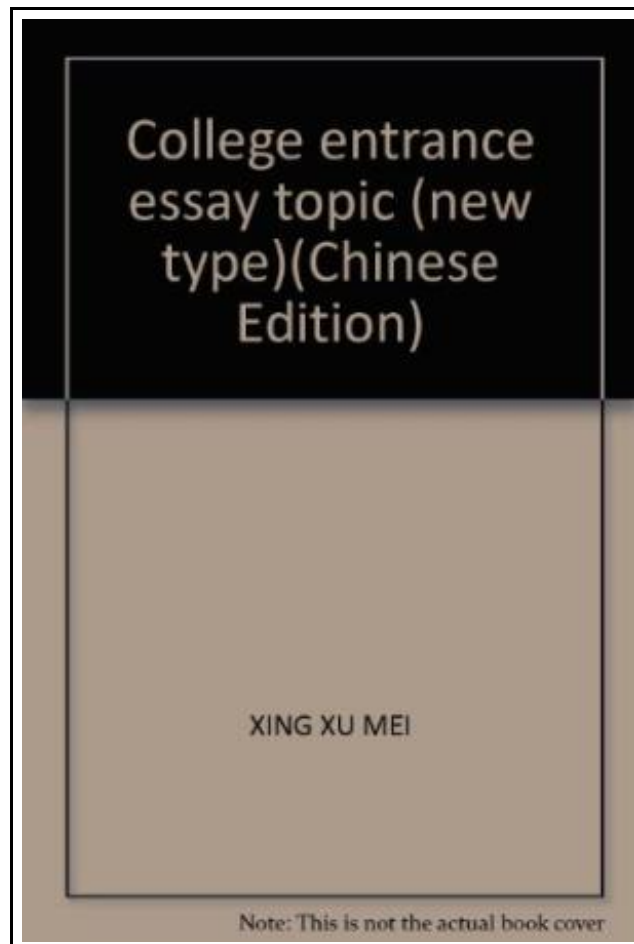 College entrance
essay topic (new
type)(Chinese
Edition)
XING XU MEI
Note: This is not the actual book cover